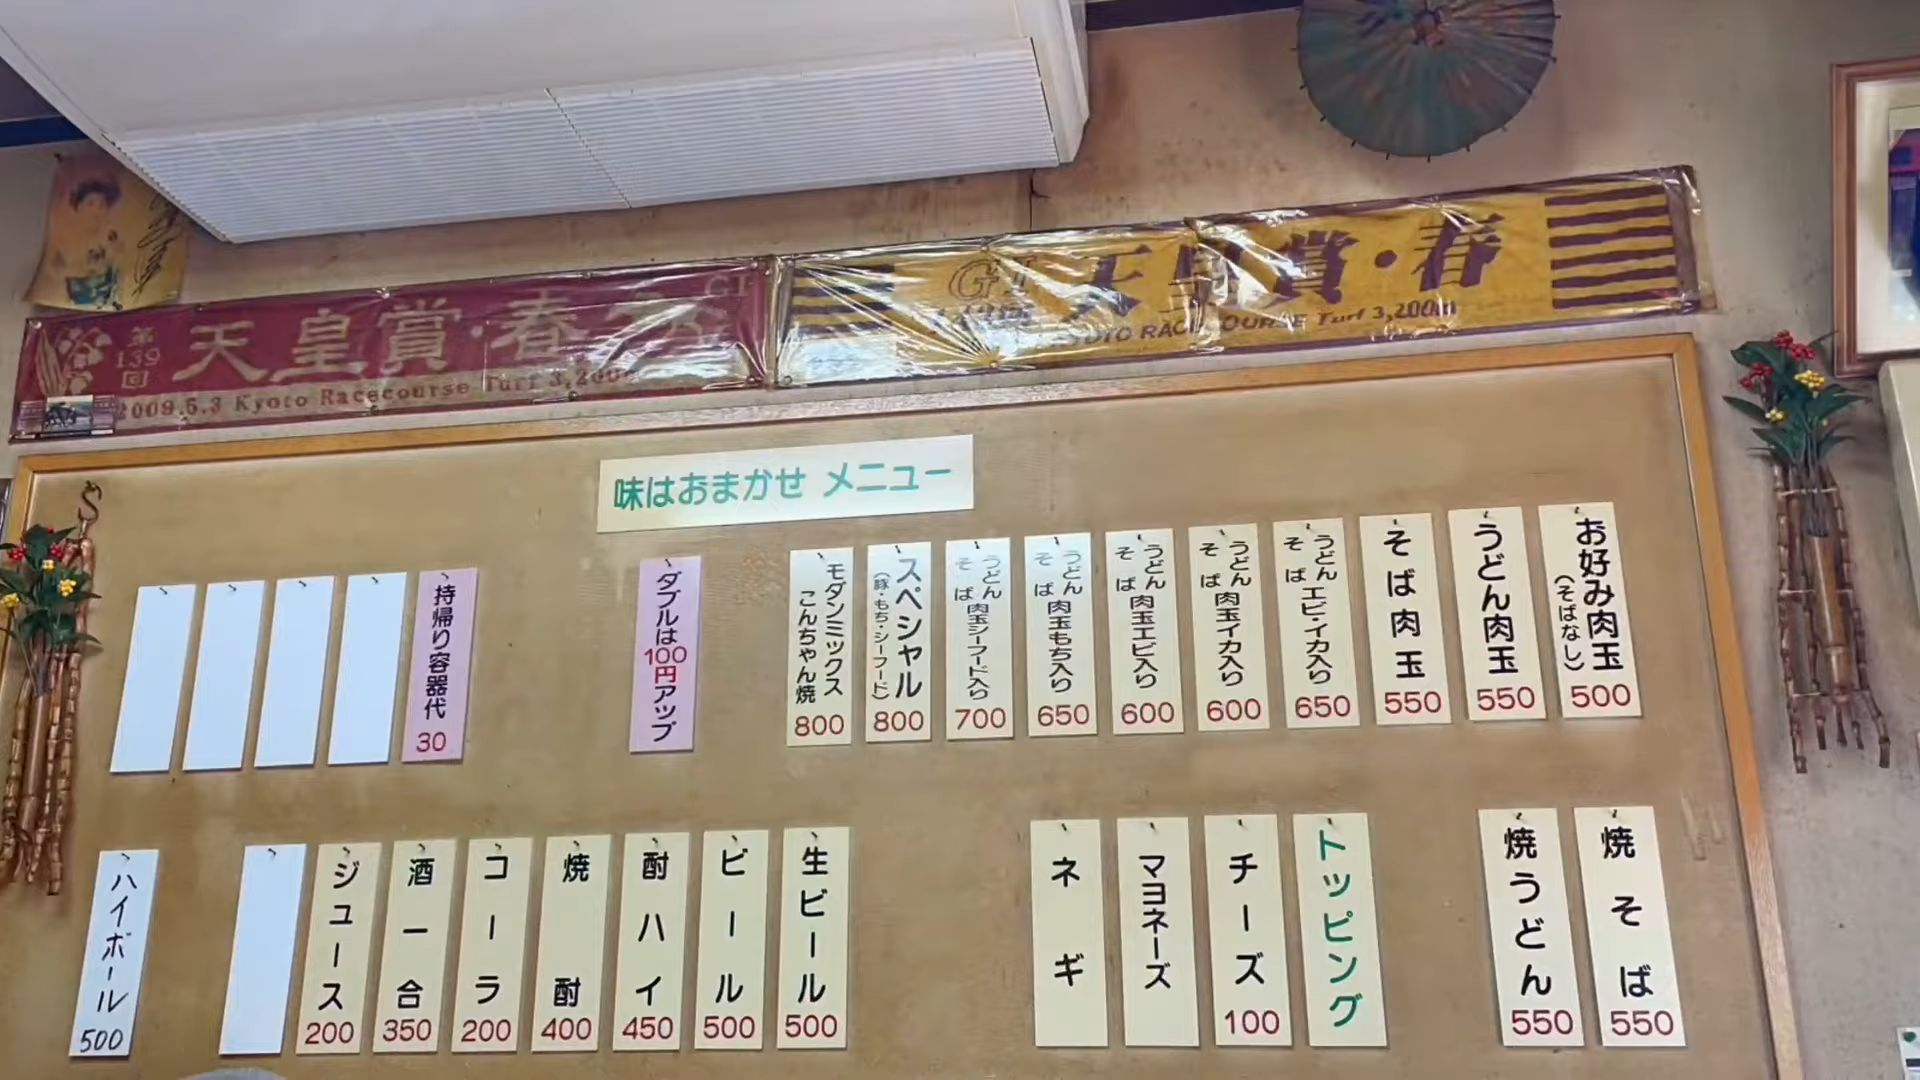 第139回 天皇賞・春 GI
2009.5.3 Kyoto Racecourse Turf 3,200m
GI 天皇賞・春
KYOTO RACECOURSE Turf 3,200m
味はおまかせ メニュー
お好み肉玉(そばなし) 500
うどん肉玉 550
そば肉玉 550
うどん そば エビ・イカ入り 650
うどん そば 肉玉イカ入り 600
うどん そば 肉玉エビ入り 600
うどん そば 肉玉もち入り 650
うどん そば 肉玉シーフード入り 700
スペシャル(豚・もち・シーフード) 800
モダンミックスこんちゃん焼 800
ダブルは100円アップ
持帰り容器代 30
焼そば 550
焼うどん 550
トッピング
チーズ 100
マヨネーズ
ネギ
生ビール 500
ビール 500
酎ハイ 450
焼酎 400
コーラ 200
酒一合 350
ジュース 200
ハイボール 500